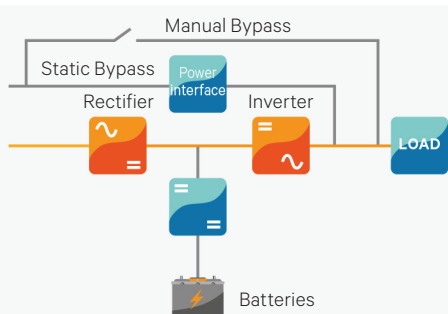 Manual Bypass
Static Bypass
Power
Interface
Rectifier
Inverter
LOAD
Batteries